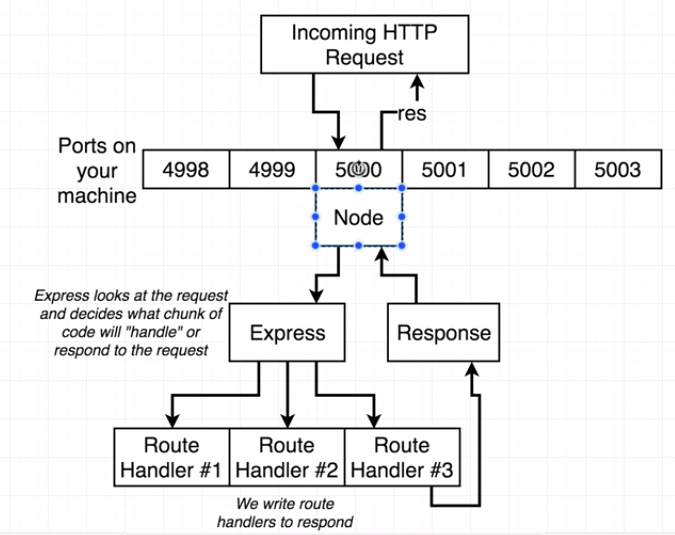 Incoming HTTP
Request
res
Ports on
your
machine
4998 4999 5000 5001 5002 5003
Node
Express looks at the request
and decides what chunk of
code will "handle" or
respond to the request
Express
Response
Route
Handler #1
Route
Handler #2
Route
Handler #3
We write route
handlers to respond